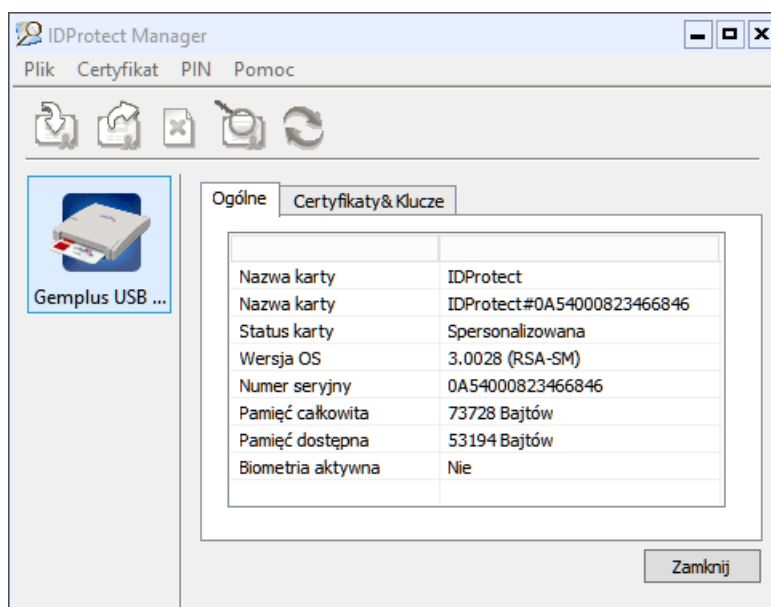 IDProtect Manager
Plik Certyfikat PIN Pomoc
Gemplus USB ...
Ogólne Certyfikaty& Klucze
Nazwa karty IDProtect
Nazwa karty IDProtect#0A54000823466846
Status karty Spersonalizowana
Wersja OS 3.0028 (RSA-SM)
Numer seryjny 0A54000823466846
Pamięć całkowita 73728 Bajtów
Pamięć dostępna 53194 Bajtów
Biometria aktywna Nie
Zamknij